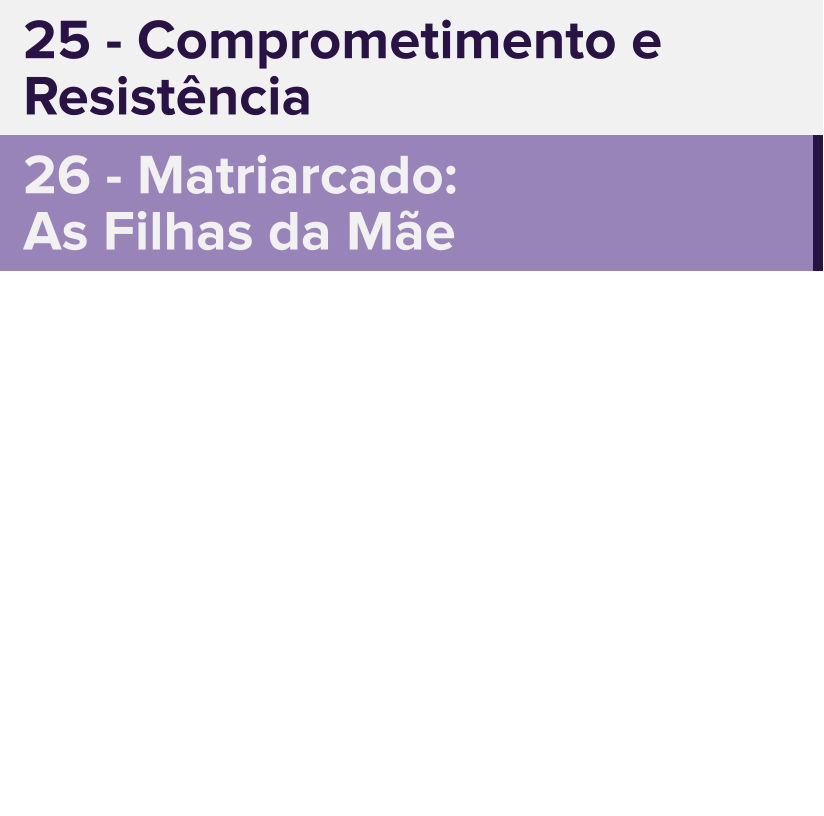 25 - Comprometimento e
Resistência
26 - Matriarcado:
As Filhas da Mãe